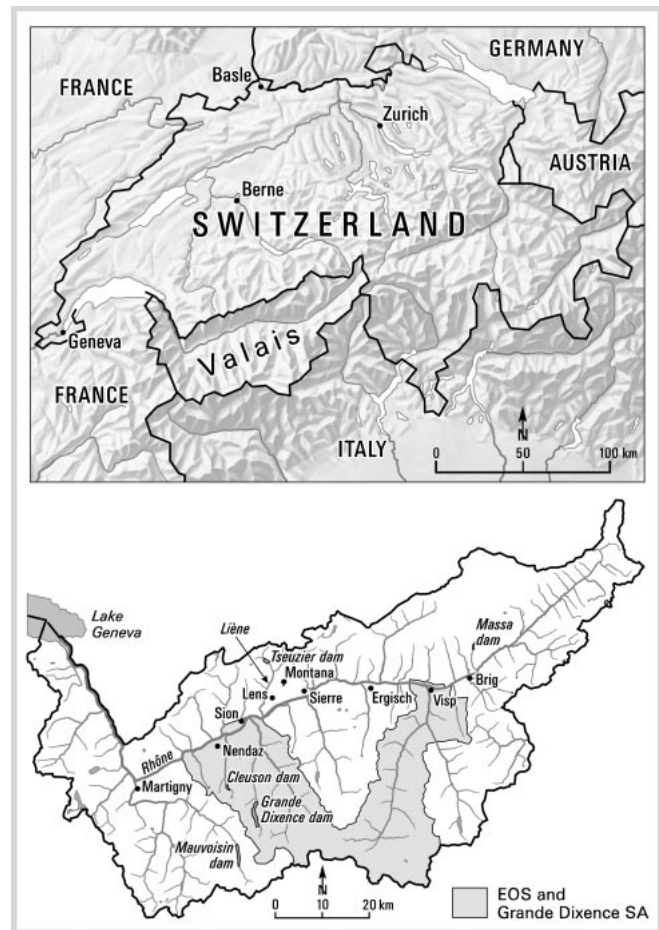 GERMANY
FRANCE
Basle
Zurich
AUSTRIA
Berne
SWITZERLAND
Geneva
Valais
FRANCE
ITALY
N
0 50 100 km
Lake
Geneva
Massa
dam
Liène
Tseuzier dam
Montana
Brig
Lens
Sierre
Ergisch
Visp
Sion
Rhône
Nendaz
Martigny
Cleuson dam
Grande
Dixence dam
Mauvoisin
dam
N
0 10 20 km
EOS and
Grande Dixence SA